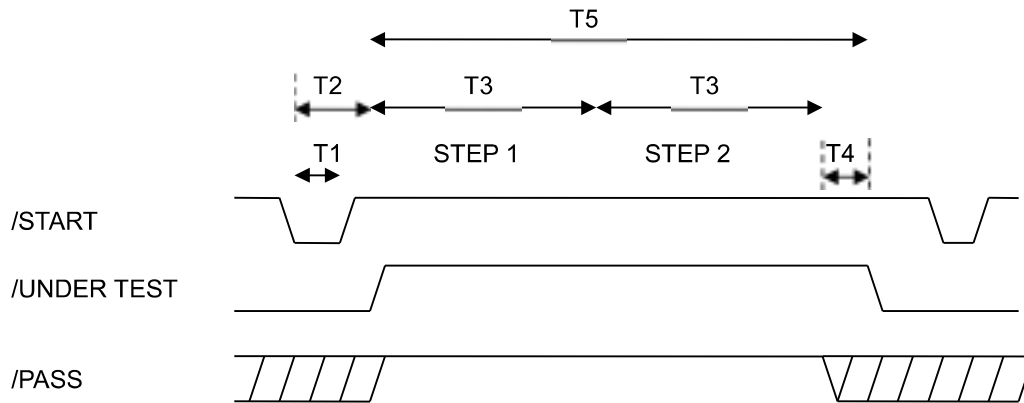 T5
T2 T3 T3
T1 STEP 1 STEP 2 T4
/START
/UNDER TEST
/PASS